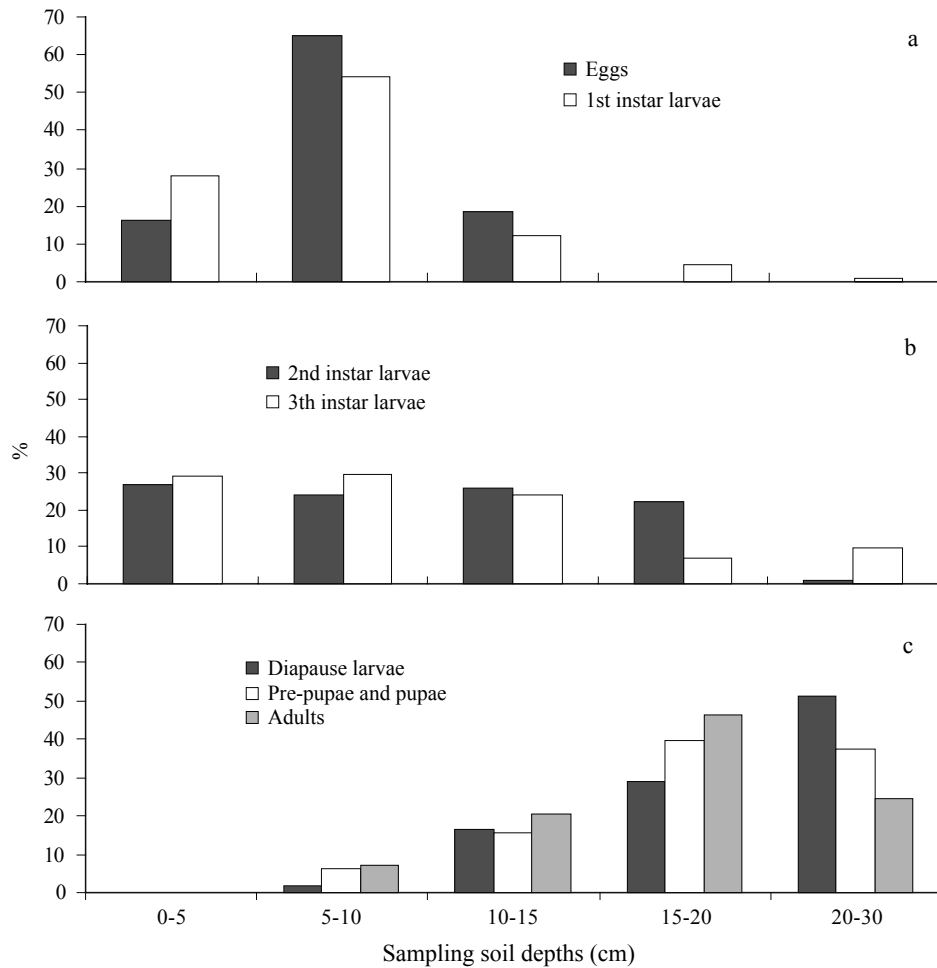 70
60
50
40
30
20
10
0
a
Eggs
1st instar larvae
70
60
50
40
30
20
10
0
b
2nd instar larvae
3th instar larvae
%
70
60
50
40
30
20
10
0
c
Diapause larvae
Pre-pupae and pupae
Adults
0-5 5-10 10-15 15-20 20-30
Sampling soil depths (cm)